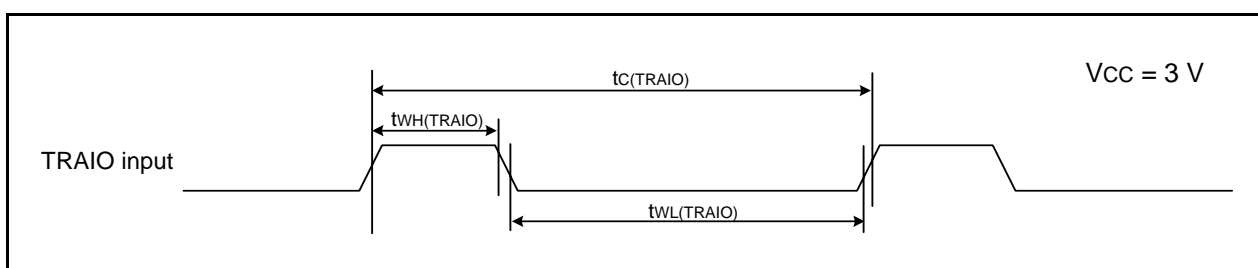 tC(TRAIO)
VCC = 3 V
tWH(TRAIO)
TRAIO input
tWL(TRAIO)